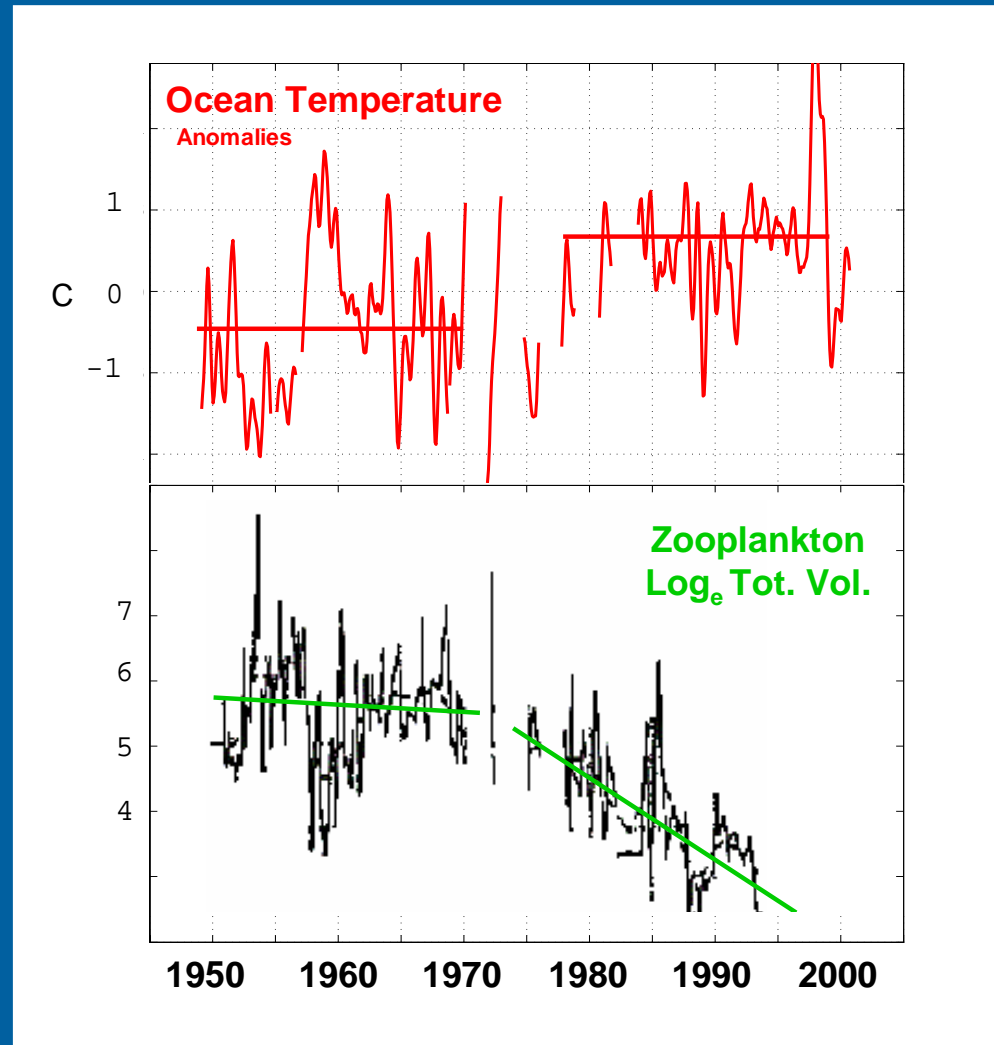 Ocean Temperature
Anomalies
1
C 0
-1
Zooplankton
Loge Tot. Vol.
7
6
5
4
1950 1960 1970 1980 1990 2000